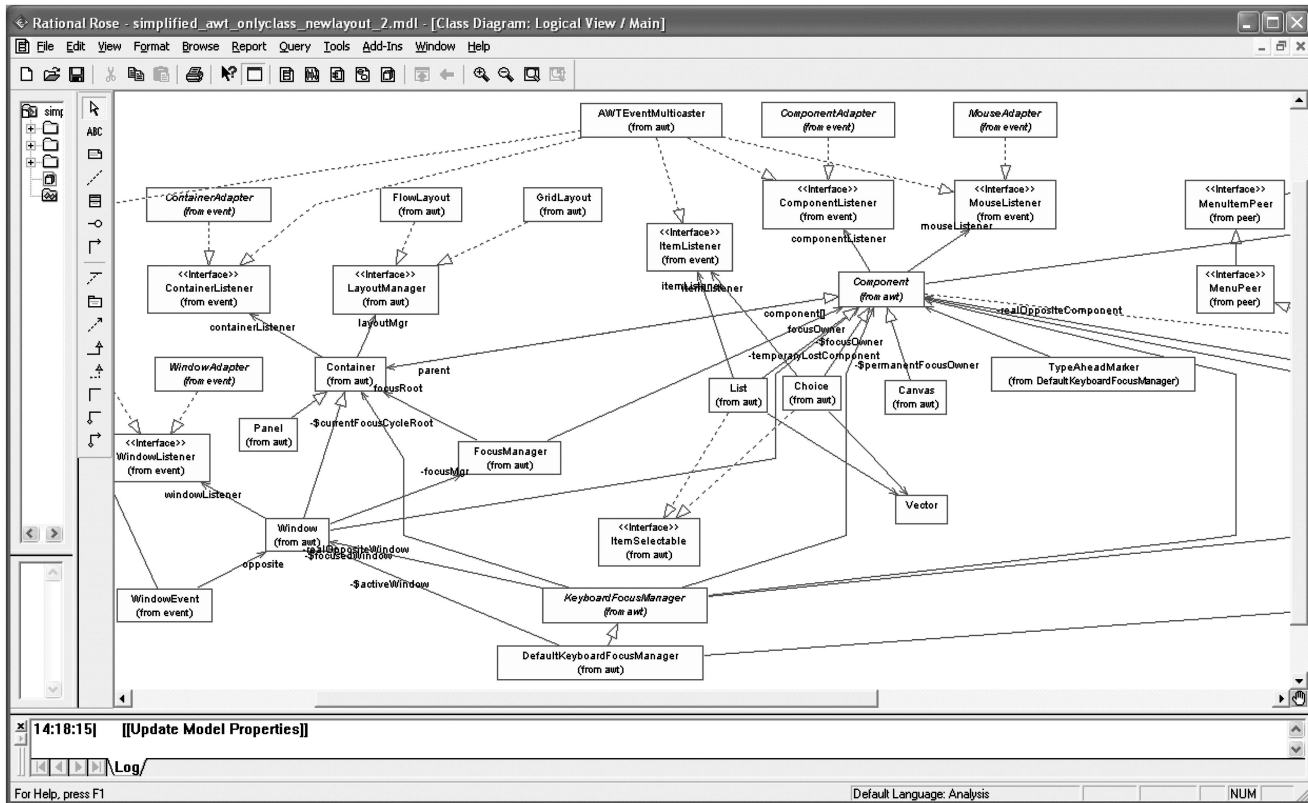 Rational Rose - simplified_awt_onlyclass_newlayout_2.mdl - [Class Diagram: Logical View / Main]
File Edit View Format Browse Report Query Tools Add-Ins Window Help
simp
ABC
AWTEventMulticaster
(from awt)
ComponentAdapter
(from event)
MouseAdapter
(from event)
ContainerAdapter
(from event)
FlowLayout
(from awt)
GridLayout
(from awt)
<<Interface>>
ItemListener
(from event)
<<Interface>>
ComponentListener
(from event)
<<Interface>>
MouseListener
(from event)
<<Interface>>
MenuItemPeer
(from peer)
componentListener
mouseListener
<<Interface>>
ContainerListener
(from event)
<<Interface>>
LayoutManager
(from awt)
itemListener
itemListener
Component
(from awt)
<<Interface>>
MenuPeer
(from peer)
containerListener
layoutMgr
component[]
focusOwner
-$focusOwner
-temporaryLostComponent
-$permanentFocusOwner
-realOppositeComponent
WindowAdapter
(from event)
Container
(from awt)
parent
focusRoot
List
(from awt)
Choice
(from awt)
Canvas
(from awt)
TypeAheadMarker
(from DefaultKeyboardFocusManager)
Panel
(from awt)
-$currentFocusCycleRoot
<<Interface>>
WindowListener
(from event)
FocusManager
(from awt)
-focusMgr
windowListener
Vector
Window
(from awt)
<<Interface>>
ItemSelectable
(from awt)
-realOppositeWindow
-$focusedWindow
opposite
-$activeWindow
WindowEvent
(from event)
KeyboardFocusManager
(from awt)
DefaultKeyboardFocusManager
(from awt)
14:18:15| [[Update Model Properties]]
Log
For Help, press F1
Default Language: Analysis
NUM